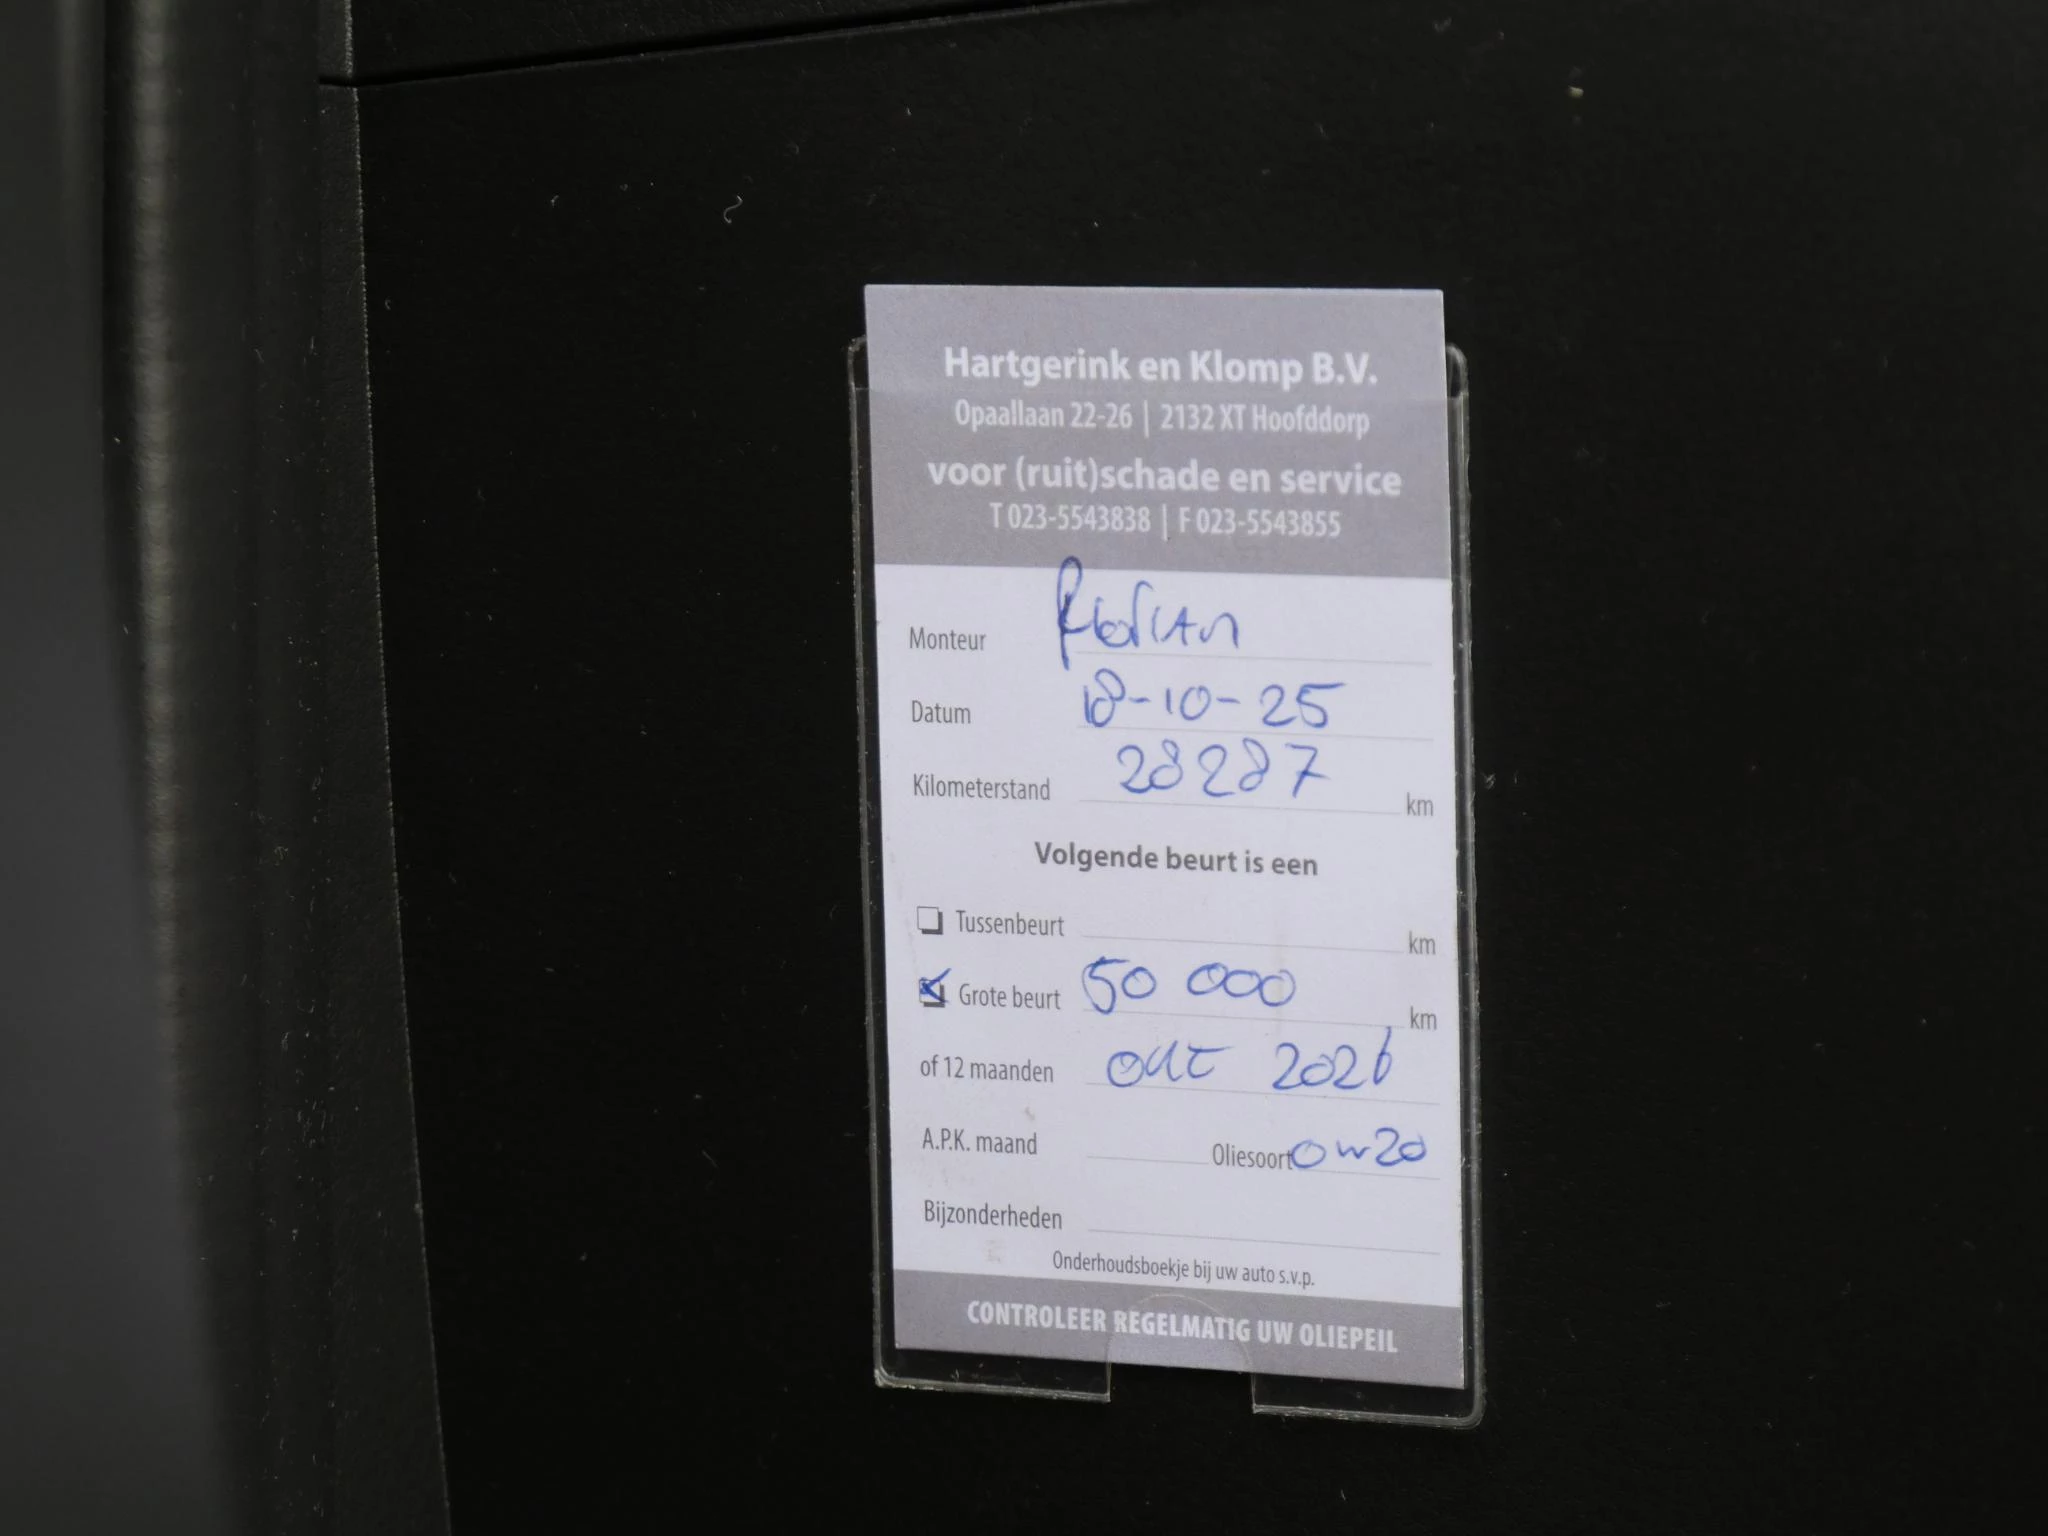 Hartgerink en Klomp B.V.
Opaallaan 22-26 | 2132 XT Hoofddorp
voor (ruit)schade en service
T 023-5543838 | F 023-5543855
Monteur Florian
Datum 18-10-25
Kilometerstand 28287 km
Volgende beurt is een
Tussenbeurt km
Grote beurt 50 000 km
of 12 maanden okt 2026
A.P.K. maand Oliesoort 0w20
Bijzonderheden
Onderhoudsboekje bij uw auto s.v.p.
CONTROLEER REGELMATIG UW OLIEPEIL